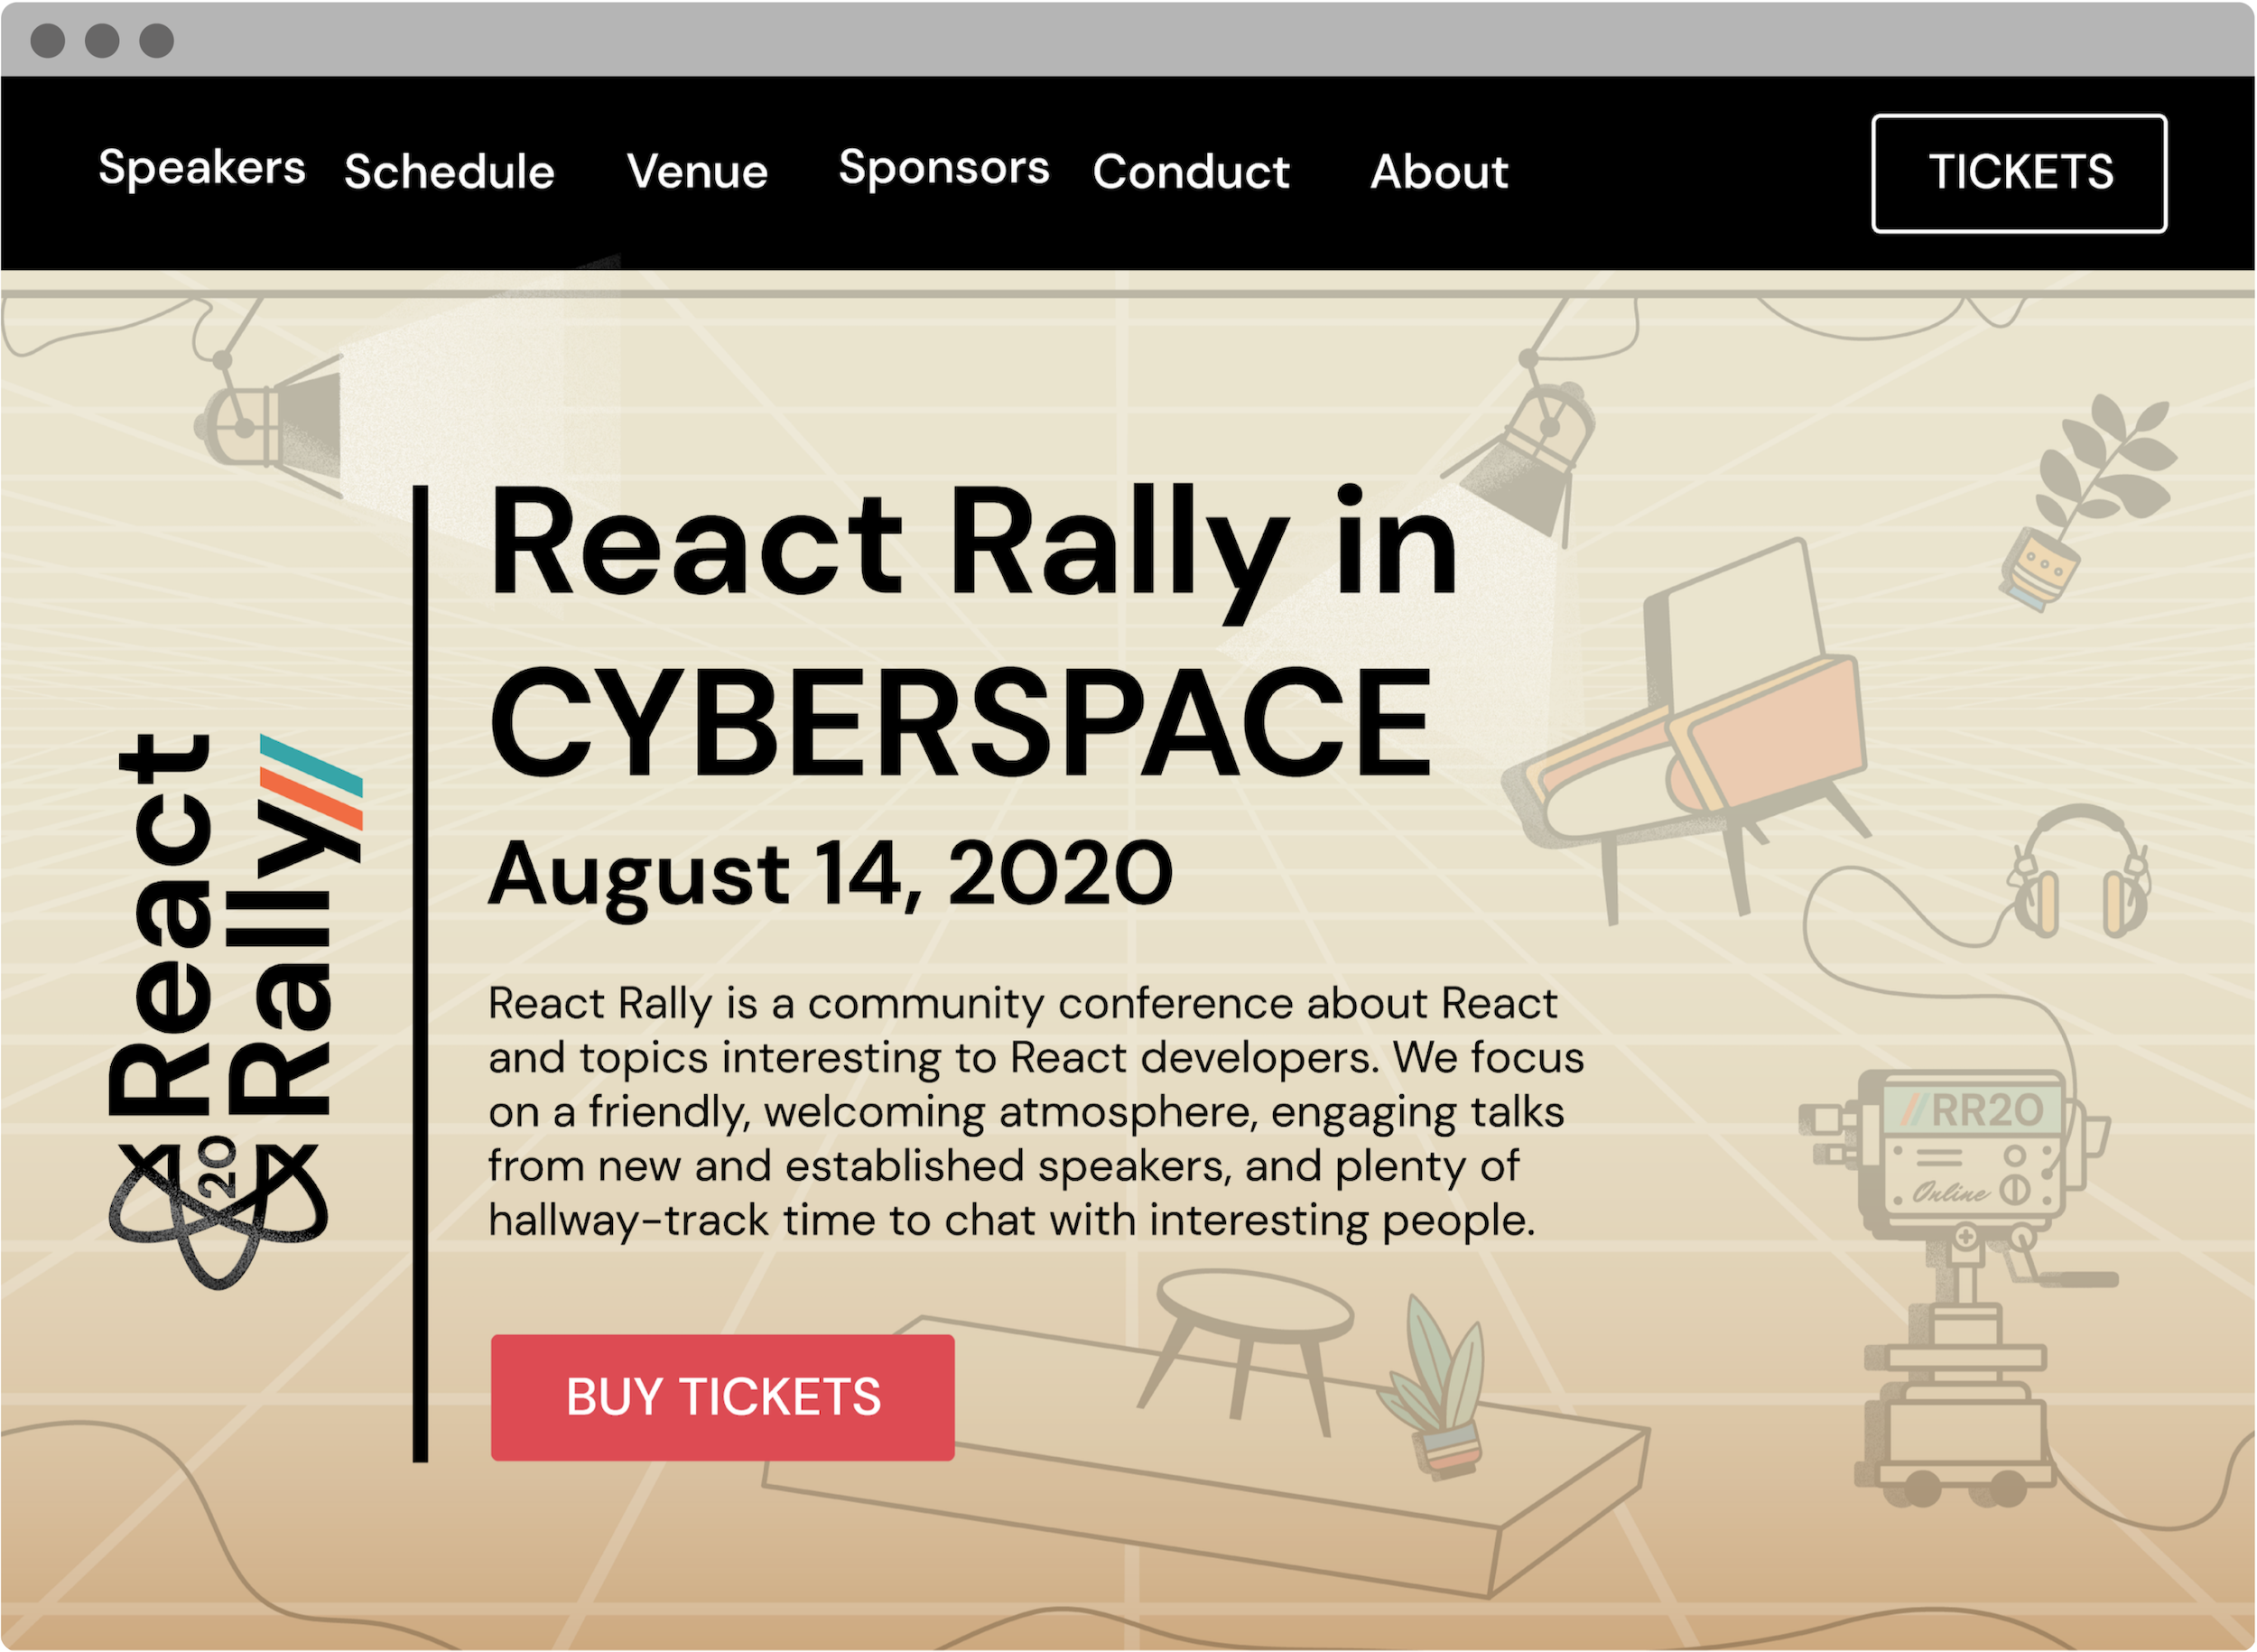 Speakers Schedule Venue Sponsors Conduct About TICKETS
React
Rally
20
React Rally in
CYBERSPACE
August 14, 2020
React Rally is a community conference about React
and topics interesting to React developers. We focus
on a friendly, welcoming atmosphere, engaging talks
from new and established speakers, and plenty of
hallway-track time to chat with interesting people.
BUY TICKETS
//RR20
Online